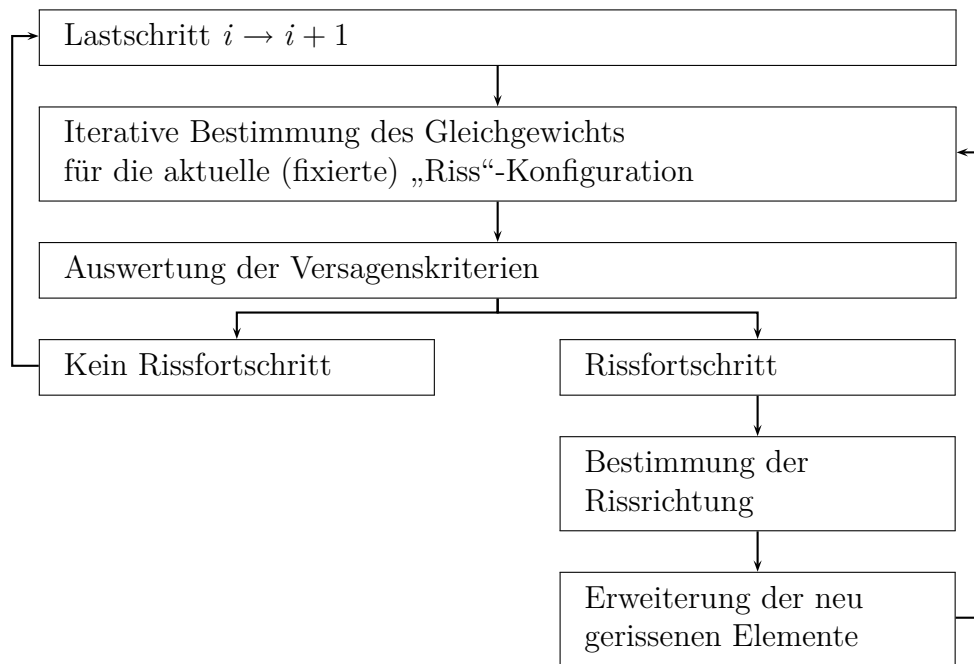 Lastschritt i → i + 1
Iterative Bestimmung des Gleichgewichts
für die aktuelle (fixierte) „Riss“-Konfiguration
Auswertung der Versagenskriterien
Kein Rissfortschritt
Rissfortschritt
Bestimmung der
Rissrichtung
Erweiterung der neu
gerissenen Elemente